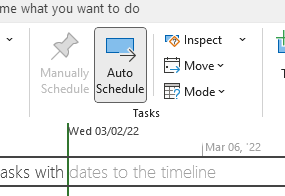 me what you want to do
Manually
Schedule
Auto
Schedule
Inspect
Move
Mode
Tasks
Wed 03/02/22
Mar 06, '22
asks with dates to the timeline